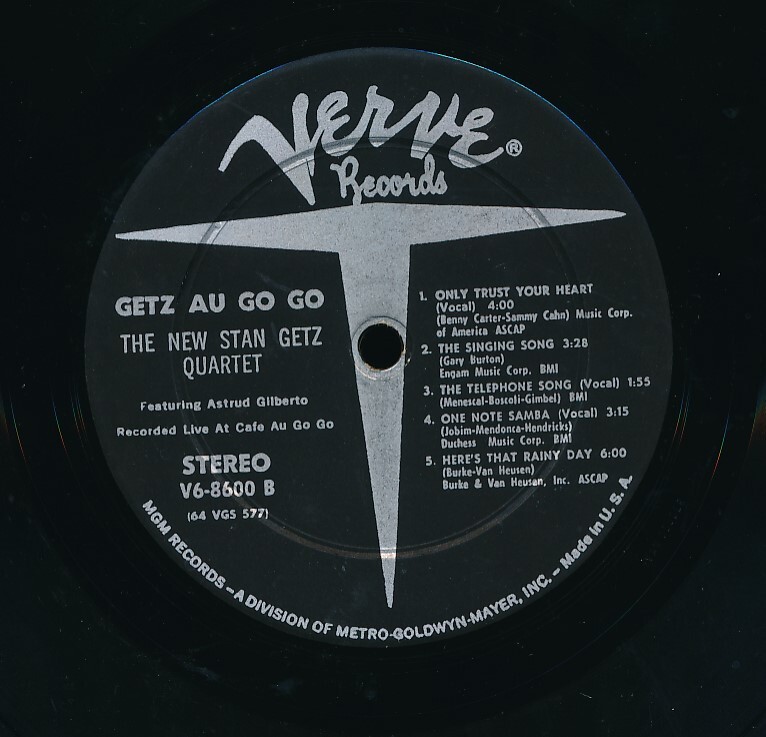 Verve®
Records
GETZ AU GO GO
THE NEW STAN GETZ
QUARTET
Featuring Astrud Gilberto
Recorded Live At Cafe Au Go Go
STEREO
V6-8600 B
(64 VGS 577)
1. ONLY TRUST YOUR HEART
(Vocal) 4:00
(Benny Carter-Sammy Cahn) Music Corp.
of America ASCAP
2. THE SINGING SONG 3:28
(Gary Burton)
Engam Music Corp. BMI
3. THE TELEPHONE SONG (Vocal) 1:55
(Menescal-Boscoli-Gimbel) BMI
4. ONE NOTE SAMBA (Vocal) 3:15
(Jobim-Mendonca-Hendricks)
Duchess Music Corp. BMI
5. HERE'S THAT RAINY DAY 6:00
(Burke-Van Heusen)
Burke & Van Heusen, Inc. ASCAP
MGM RECORDS – A DIVISION OF METRO-GOLDWYN-MAYER, INC. – Made in U.S.A.